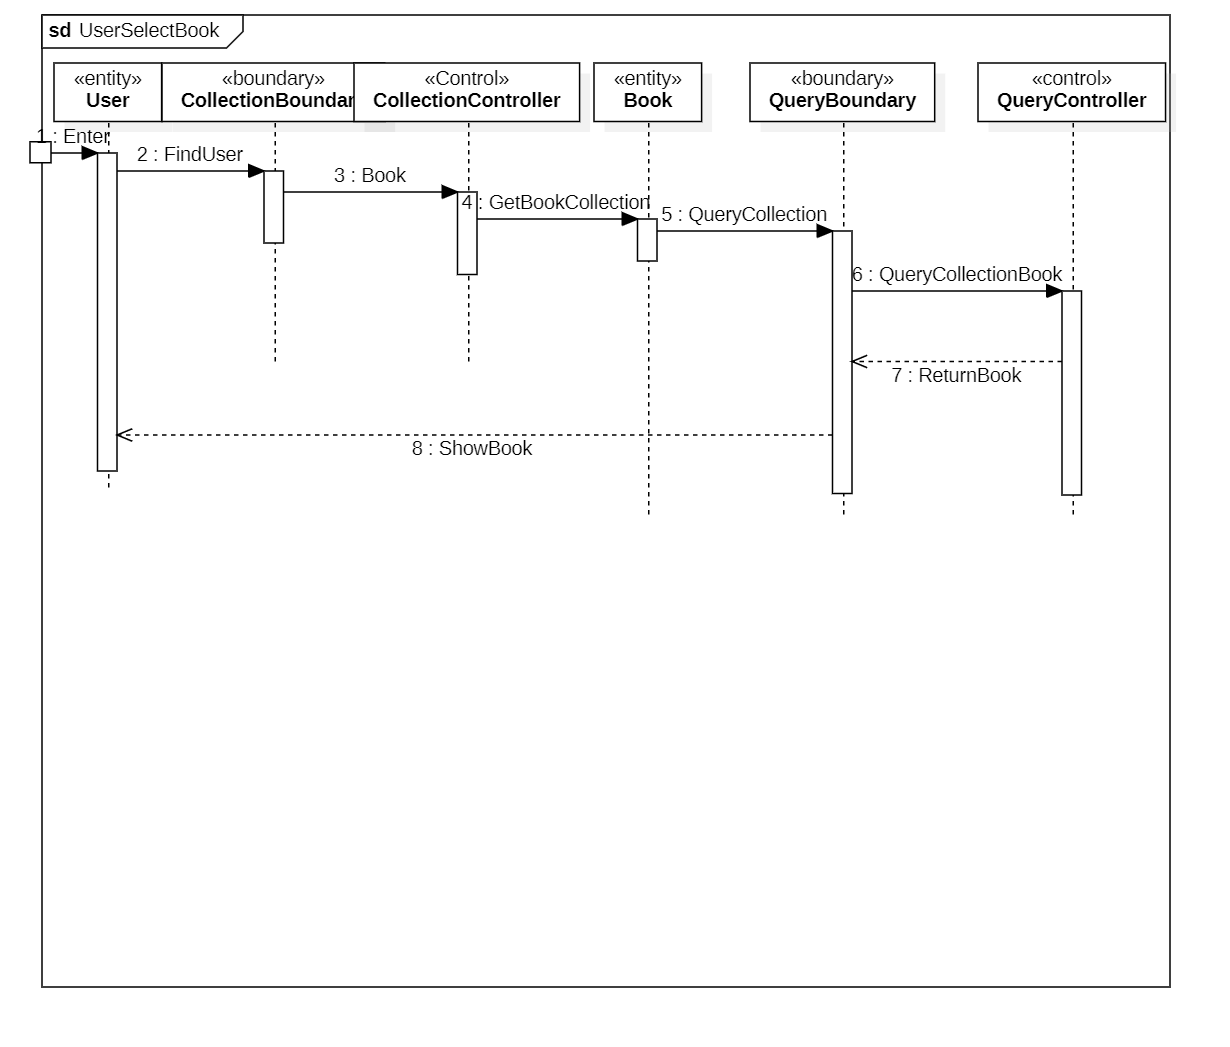 sd UserSelectBook
«entity»
User
«boundary»
CollectionBoundar
«Control»
CollectionController
«entity»
Book
«boundary»
QueryBoundary
«control»
QueryController
1 : Enter
2 : FindUser
3 : Book
4 : GetBookCollection
5 : QueryCollection
6 : QueryCollectionBook
7 : ReturnBook
8 : ShowBook